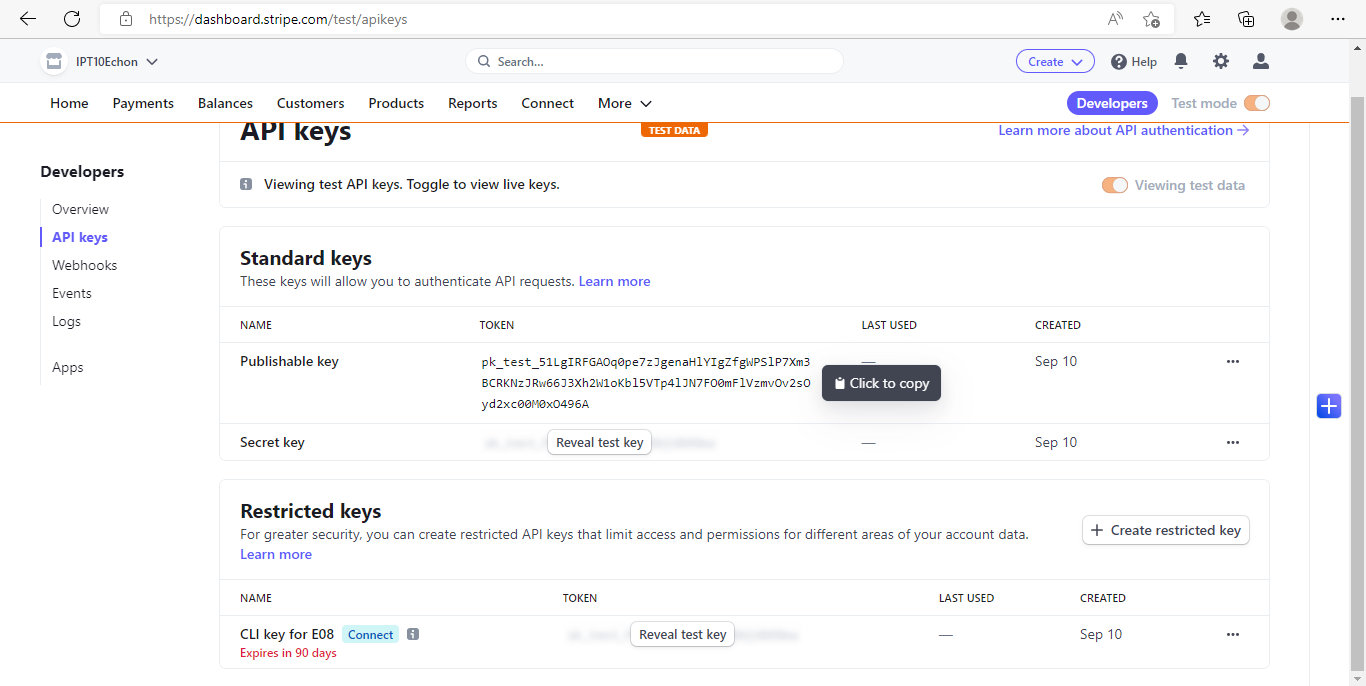 https://dashboard.stripe.com/test/apikeys
IPT10Echon
Search...
Create
Help
Home Payments Balances Customers Products Reports Connect More
Developers
Test mode
API keys
TEST DATA
Learn more about API authentication →
Developers
Overview
API keys
Webhooks
Events
Logs
Apps
Viewing test API keys. Toggle to view live keys.
Viewing test data
Standard keys
These keys will allow you to authenticate API requests. Learn more
NAME TOKEN LAST USED CREATED
Publishable key
pk_test_51LgIRFGAOq0pe7zJgenaHlYIgZfgWPSlP7Xm3
BCRKNzJRw66J3Xh2W1oKbl5VTp4lJN7FO0mFlVzmvOv2sO
yd2xc00M0xO496A
—
Sep 10
Click to copy
Secret key
Reveal test key
—
Sep 10
Restricted keys
For greater security, you can create restricted API keys that limit access and permissions for different areas of your account data.
Learn more
+ Create restricted key
NAME TOKEN LAST USED CREATED
CLI key for E08 Connect
Expires in 90 days
Reveal test key
—
Sep 10